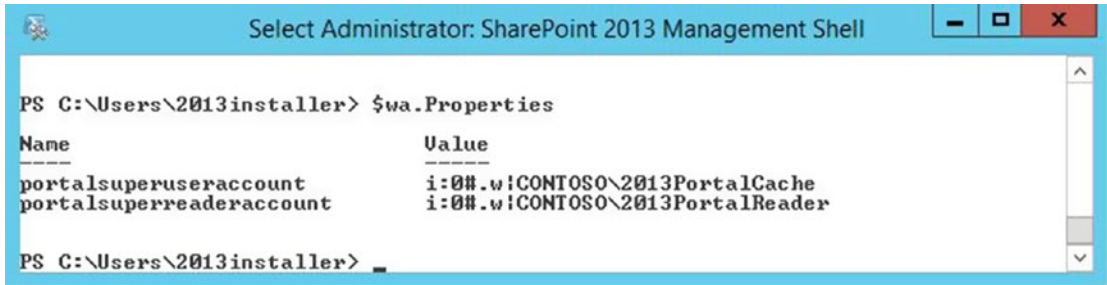 Select Administrator: SharePoint 2013 Management Shell
PS C:\Users\2013installer> $wa.Properties
Name Value
---- -----
portalsuperuseraccount i:0#.w|CONTOSO\2013PortalCache
portalsuperreaderaccount i:0#.w|CONTOSO\2013PortalReader
PS C:\Users\2013installer> _